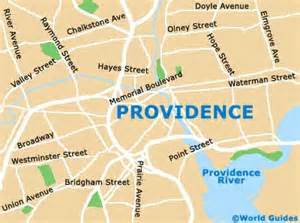 Doyle Avenue
Chalkstone Ave
Olney Street
River Avenue
Raymond Street
Elmgrove Ave
Hope Street
Hayes Street
Valley Street
Memorial Boulevard
Waterman Street
PROVIDENCE
Broadway
Westminster Street
Point Street
Prairie Avenue
Providence
River
Bridgham Street
Union Avenue
©World Guides